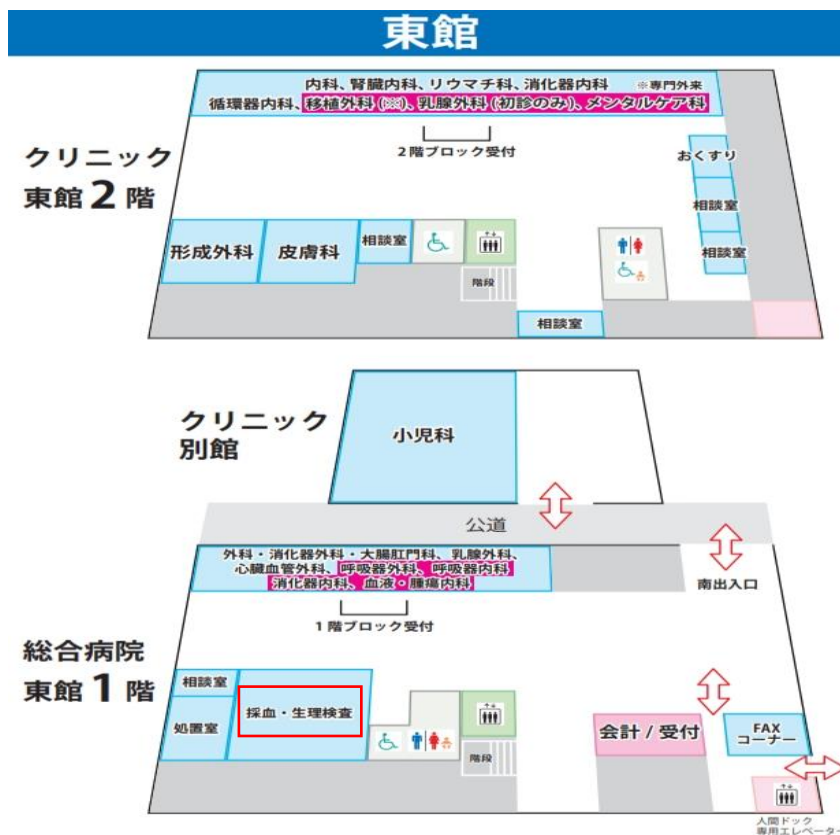 東館
内科、腎臓内科、リウマチ科、消化器内科 ※専門外来
循環器内科、移植外科(※)、乳腺外科(初診のみ)、メンタルケア科
2階ブロック受付
クリニック
東館2階
おくすり
相談室
相談室
形成外科
皮膚科
相談室
階段
相談室
クリニック
別館
小児科
公道
外科・消化器外科・大腸肛門科、乳腺外科、
心臓血管外科、呼吸器外科、呼吸器内科
消化器内科、血液・腫瘍内科
南出入口
1階ブロック受付
総合病院
東館1階
相談室
処置室
採血・生理検査
階段
会計/受付
FAX
コーナー
人間ドック
専用エレベーター